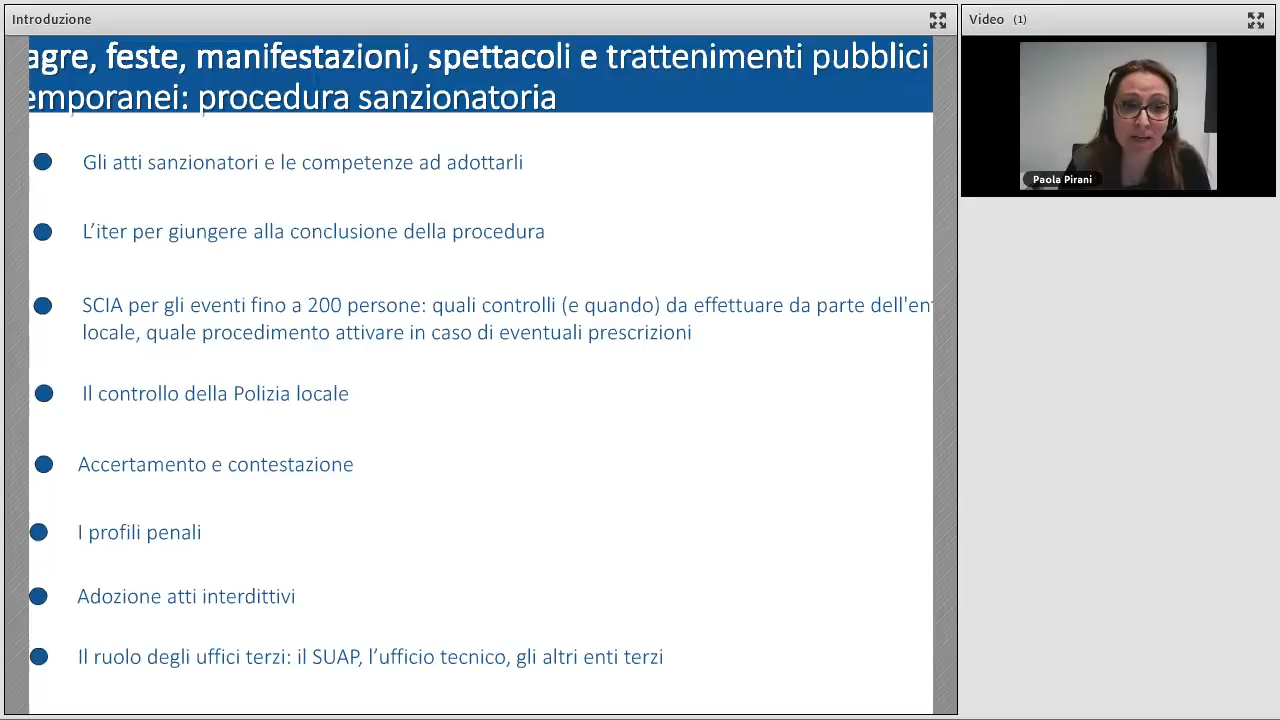 Introduzione
agre, feste, manifestazioni, spettacoli e trattenimenti pubblici
emporanei: procedura sanzionatoria
Gli atti sanzionatori e le competenze ad adottarli
L’iter per giungere alla conclusione della procedura
SCIA per gli eventi fino a 200 persone: quali controlli (e quando) da effettuare da parte dell'en
locale, quale procedimento attivare in caso di eventuali prescrizioni
Il controllo della Polizia locale
Accertamento e contestazione
I profili penali
Adozione atti interdittivi
Il ruolo degli uffici terzi: il SUAP, l’ufficio tecnico, gli altri enti terzi
Video (1)
Paola Pirani